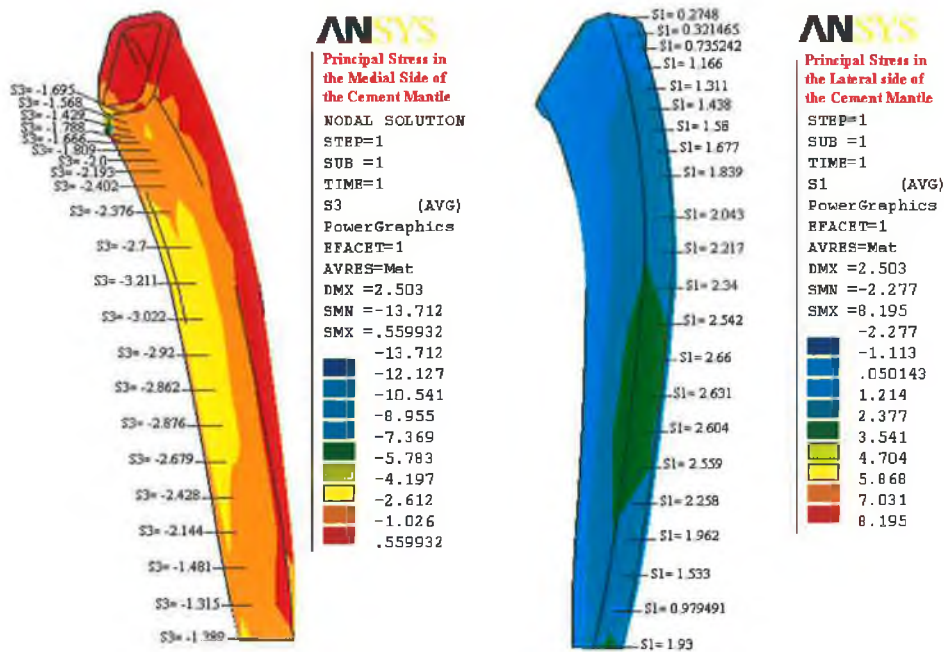 S3= -1.695
S3= -1.568
S3= -1.429
S3= -1.788
S3= -1.666
S3= -1.809
S3= -2.0
S3= -2.193
S3= -2.402
S3= -2.376
S3= -2.7
S3= -3.211
S3= -3.022
S3= -2.92
S3= -2.862
S3= -2.876
S3= -2.679
S3= -2.428
S3= -2.144
S3= -1.481
S3= -1.315
S3= -1.389
ANSYS
Principal Stress in
the Medial Side of
the Cement Mantle
NODAL SOLUTION
STEP=1
SUB =1
TIME=1
S3 (AVG)
PowerGraphics
EFACET=1
AVRES=Mat
DMX =2.503
SMN =-13.712
SMX =.559932
-13.712
-12.127
-10.541
-8.955
-7.369
-5.783
-4.197
-2.612
-1.026
.559932
S1= 0.2748
S1= 0.321465
S1= 0.735242
S1= 1.166
S1= 1.311
S1= 1.438
S1= 1.58
S1= 1.677
S1= 1.839
S1= 2.043
S1= 2.217
S1= 2.34
S1= 2.542
S1= 2.66
S1= 2.631
S1= 2.604
S1= 2.559
S1= 2.258
S1= 1.962
S1= 1.533
S1= 0.979491
S1= 1.93
ANSYS
Principal Stress in
the Lateral side of
the Cement Mantle
STEP=1
SUB =1
TIME=1
S1 (AVG)
PowerGraphics
EFACET=1
AVRES=Mat
DMX =2.503
SMN =-2.277
SMX =8.195
-2.277
-1.113
.050143
1.214
2.377
3.541
4.704
5.868
7.031
8.195